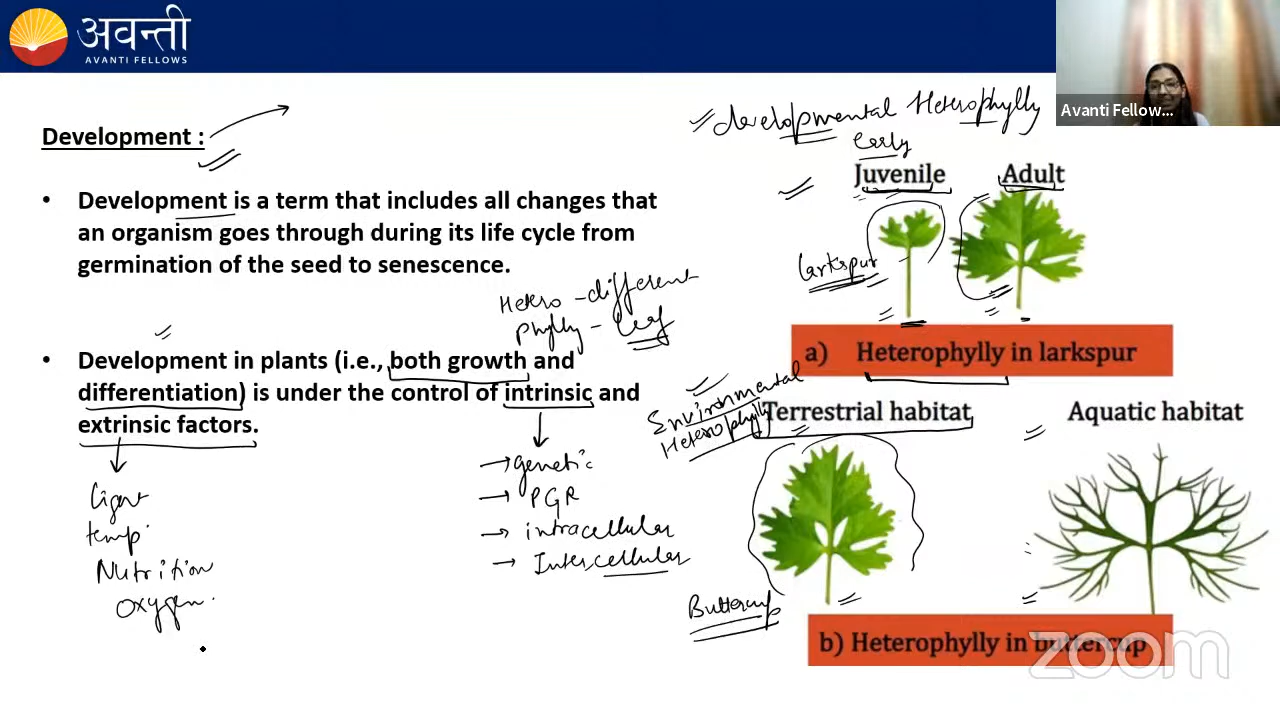 अवन्ती
AVANTI FELLOWS
Avanti Fellow...
Development :
• Development is a term that includes all changes that
an organism goes through during its life cycle from
germination of the seed to senescence.
Hetero - different
Phylly - leaf
• Development in plants (i.e., both growth and
differentiation) is under the control of intrinsic and
extrinsic factors.
Light
temp.
Nutrition
Oxygen.
→ genetic
→ PGR
→ intracellular
→ Intercellular
developmental Heterophylly
Early
Juvenile
Adult
larkspur
a) Heterophylly in larkspur
Environmental
Heterophylly
Terrestrial habitat
Aquatic habitat
Buttercup
b) Heterophylly in buttercup
zoom